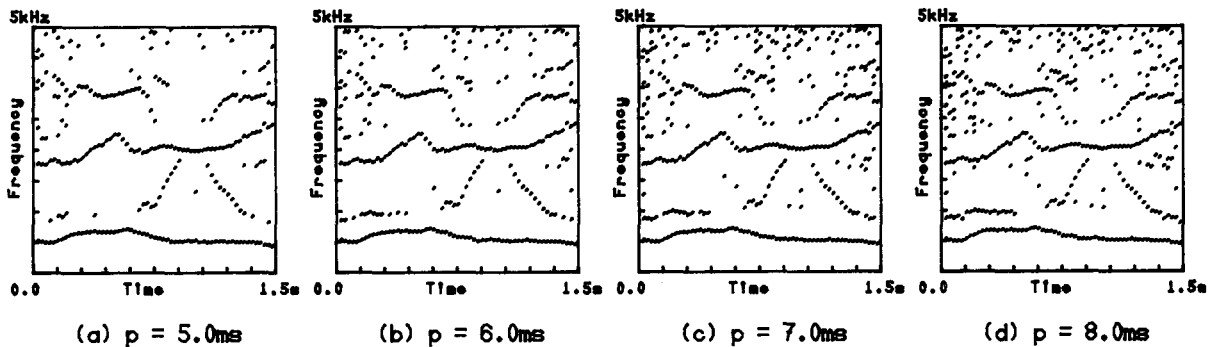 5kHz 5kHz 5kHz 5kHz
Frequency Frequency Frequency Frequency
0.0 Time 1.5s 0.0 Time 1.5s 0.0 Time 1.5s 0.0 Time 1.5s
(a) p = 5.0ms (b) p = 6.0ms (c) p = 7.0ms (d) p = 8.0ms